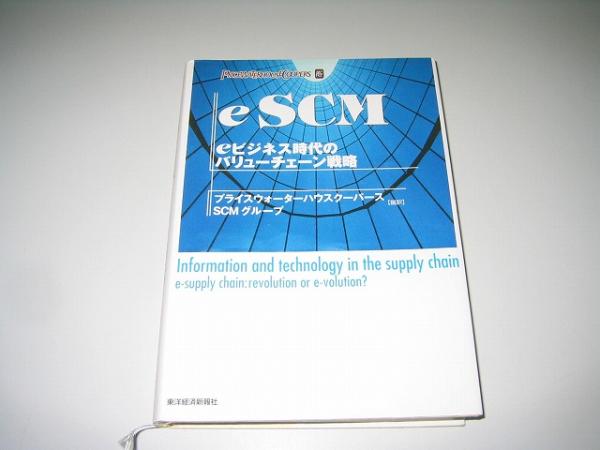 PRICEWATERHOUSECOOPERS
e SCM
eビジネス時代の
バリューチェーン戦略
プライスウォーターハウスクーパース
SCMグループ
Information and technology in the supply chain
e-supply chain:revolution or e-volution?
東洋経済新報社